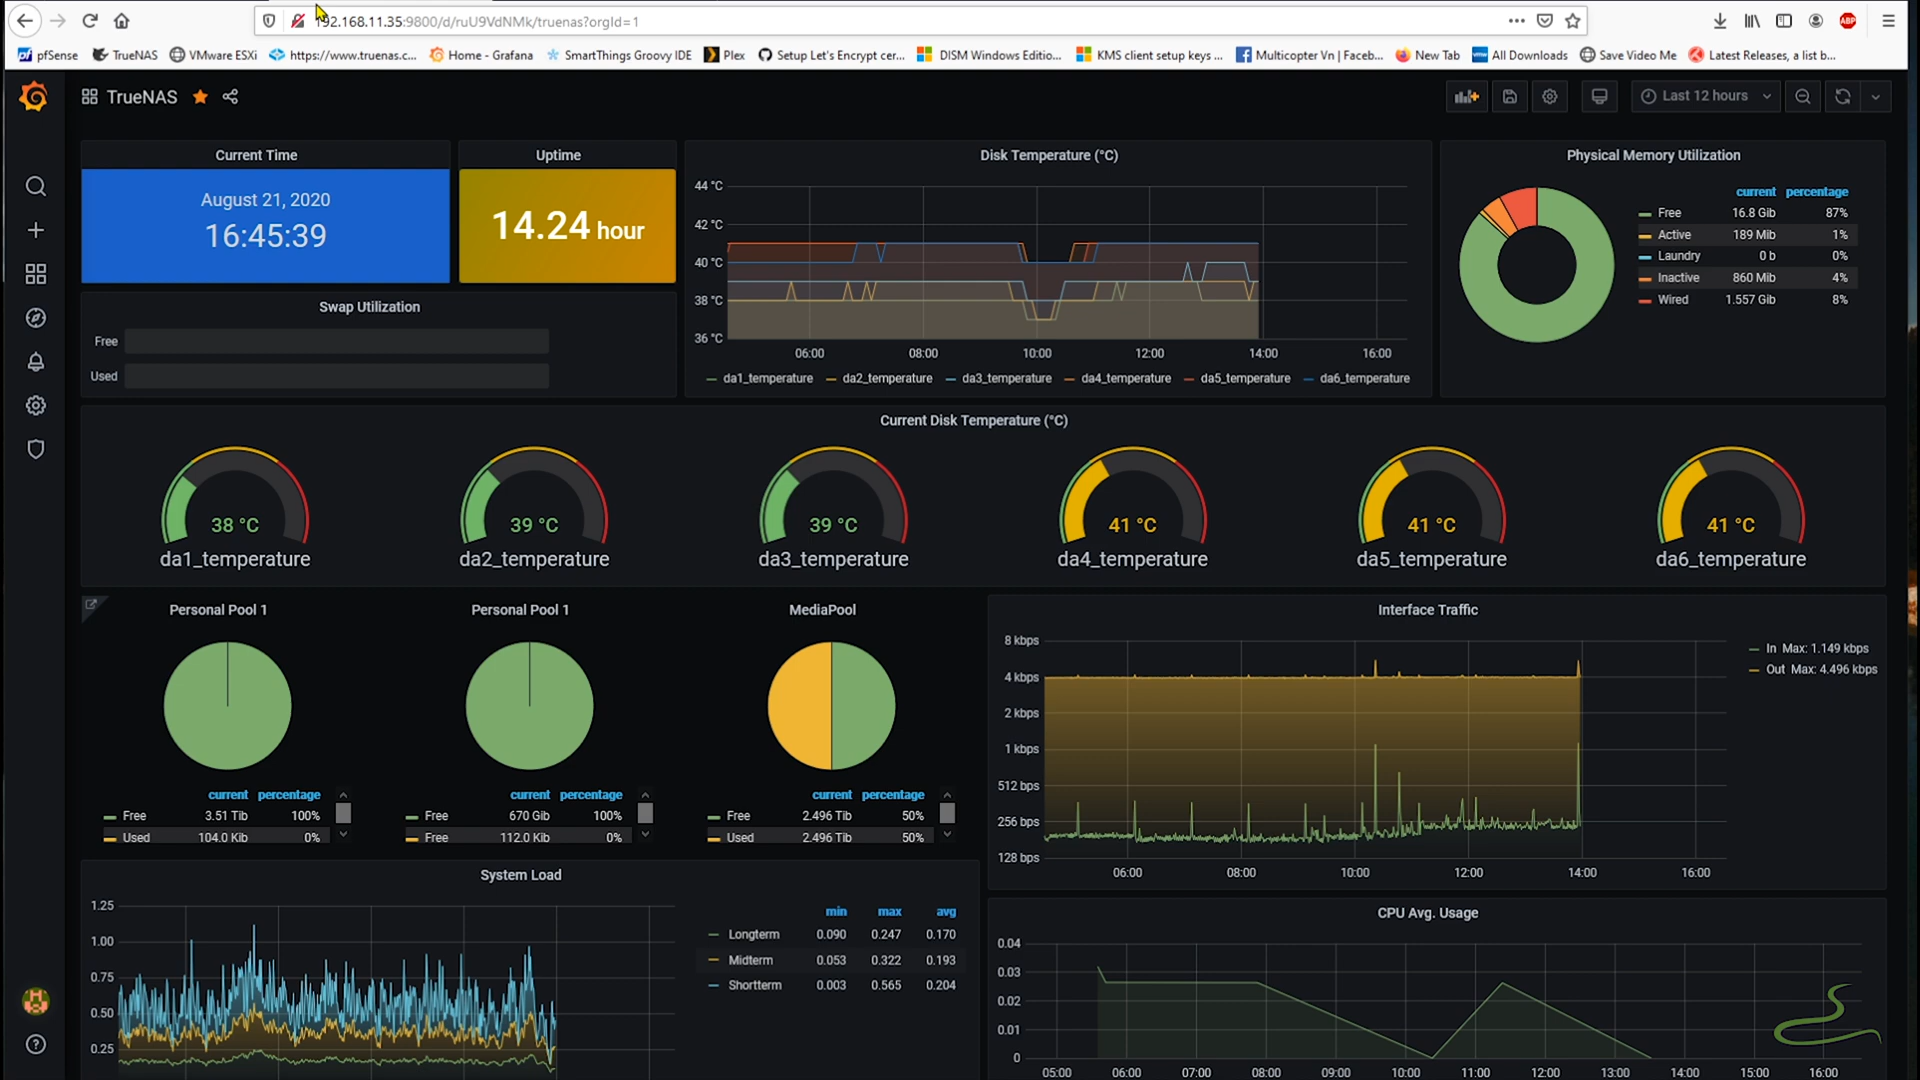 192.168.11.35:9800/d/ruU9VdNMk/truenas?orgId=1
pfSense TrueNAS VMware ESXi https://www.truenas.c... Home - Grafana SmartThings Groovy IDE Plex Setup Let's Encrypt cer... DISM Windows Editio... KMS client setup keys ... Multicopter Vn | Faceb... New Tab All Downloads Save Video Me Latest Releases, a list b...
ABP
TrueNAS
Last 12 hours
Current Time
August 21, 2020
16:45:39
Uptime
14.24 hour
Swap Utilization
Free
Used
Disk Temperature (°C)
44 °C
42 °C
40 °C
38 °C
36 °C
06:00 08:00 10:00 12:00 14:00 16:00
da1_temperature da2_temperature da3_temperature da4_temperature da5_temperature da6_temperature
Physical Memory Utilization
current percentage
Free 16.8 Gib 87%
Active 189 Mib 1%
Laundry 0 b 0%
Inactive 860 Mib 4%
Wired 1.557 Gib 8%
Current Disk Temperature (°C)
38 °C 39 °C 39 °C 41 °C 41 °C 41 °C
da1_temperature da2_temperature da3_temperature da4_temperature da5_temperature da6_temperature
Personal Pool 1
current percentage
Free 3.51 Tib 100%
Used 104.0 Kib 0%
Personal Pool 1
current percentage
Free 670 Gib 100%
Free 112.0 Kib 0%
MediaPool
current percentage
Free 2.496 Tib 50%
Used 2.496 Tib 50%
Interface Traffic
8 kbps
4 kbps
2 kbps
1 kbps
512 bps
256 bps
128 bps
06:00 08:00 10:00 12:00 14:00 16:00
In Max: 1.149 kbps
Out Max: 4.496 kbps
System Load
1.25
1.00
0.75
0.50
0.25
min max avg
Longterm 0.090 0.247 0.170
Midterm 0.053 0.322 0.193
Shortterm 0.003 0.565 0.204
CPU Avg. Usage
0.04
0.03
0.02
0.01
0
05:00 06:00 07:00 08:00 09:00 10:00 11:00 12:00 13:00 14:00 15:00 16:00